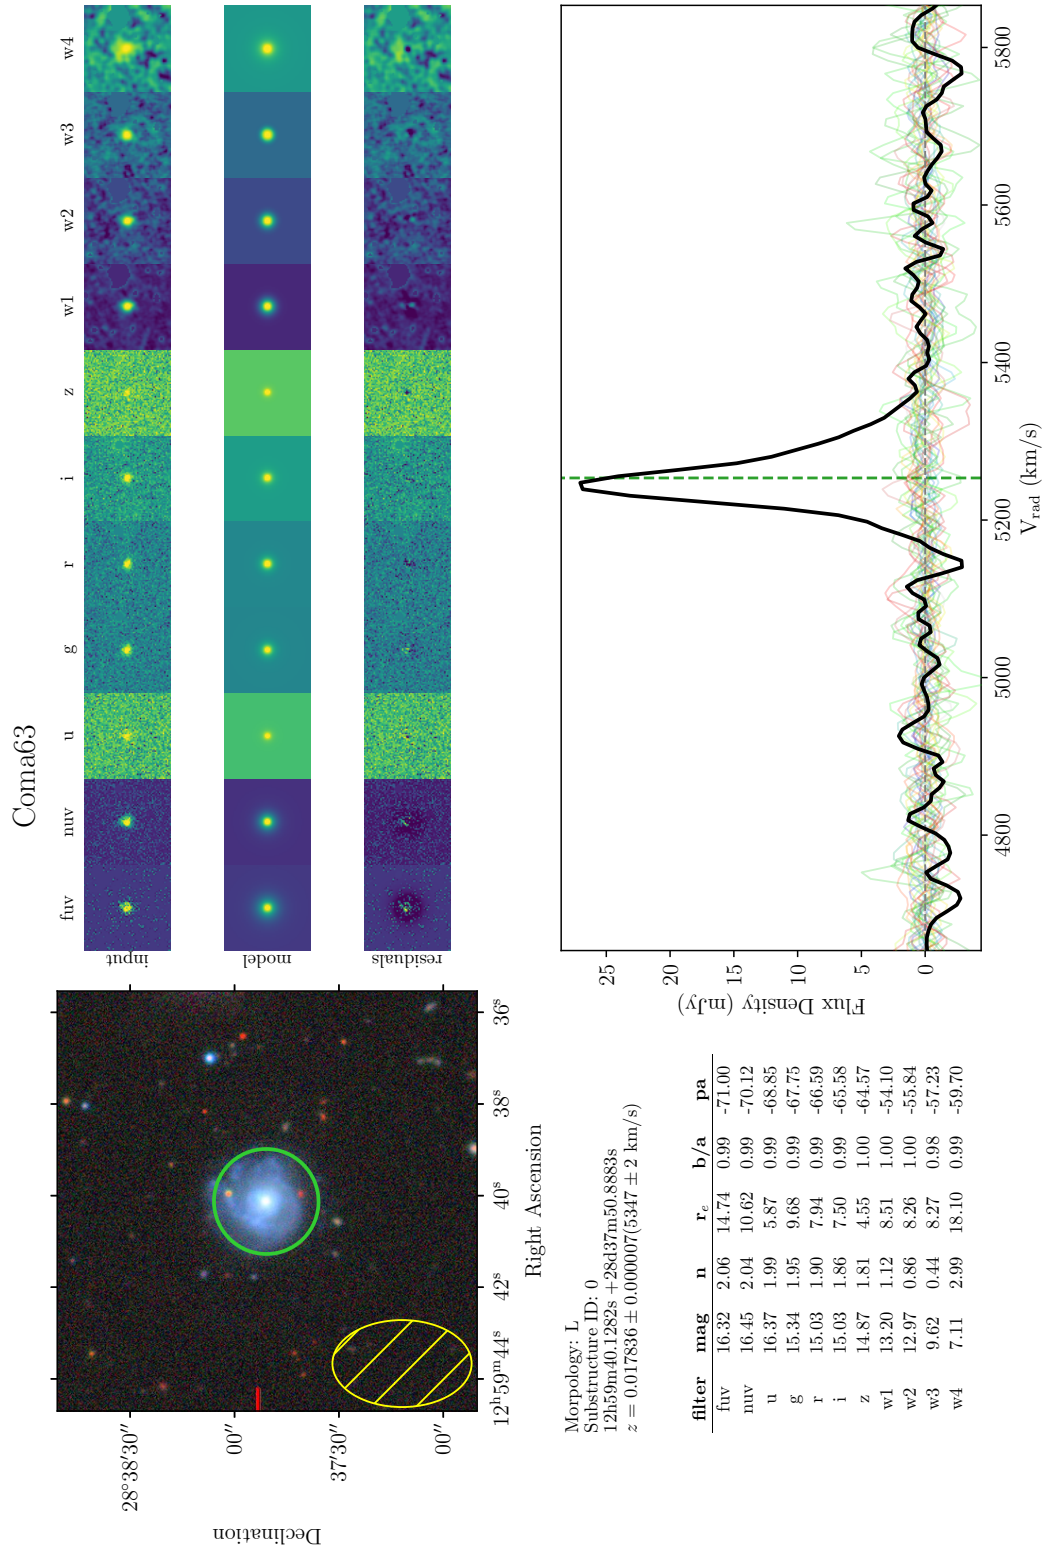 Coma63
fuv nuv u g r i z w1 w2 w3 w4
input
model
residuals
28°38′30″
00″
37′30″
00″
Declination
12ʰ59ᵐ44ˢ 42ˢ 40ˢ 38ˢ 36ˢ
Right Ascension
Morpology: L
Substructure ID: 0
12h59m40.1282s +28d37m50.8883s
z = 0.017836 ± 0.000007(5347 ± 2 km/s)
filter mag n rₑ b/a pa
fuv 16.32 2.06 14.74 0.99 -71.00
nuv 16.45 2.04 10.62 0.99 -70.12
u 16.37 1.99 5.87 0.99 -68.85
g 15.34 1.95 9.68 0.99 -67.75
r 15.03 1.90 7.94 0.99 -66.59
i 15.03 1.86 7.50 0.99 -65.58
z 14.87 1.81 4.55 1.00 -64.57
w1 13.20 1.12 8.51 1.00 -54.10
w2 12.97 0.86 8.26 1.00 -55.84
w3 9.62 0.44 8.27 0.98 -57.23
w4 7.11 2.99 18.10 0.99 -59.70
25
20
15
10
5
0
Flux Density (mJy)
4800 5000 5200 5400 5600 5800
V_rad (km/s)